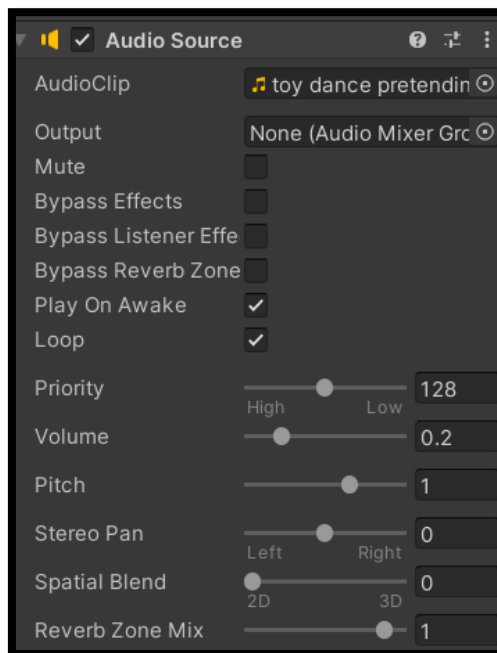 Audio Source
AudioClip toy dance pretendin
Output None (Audio Mixer Grc
Mute
Bypass Effects
Bypass Listener Effe
Bypass Reverb Zone
Play On Awake
Loop
Priority 128
High Low
Volume 0.2
Pitch 1
Stereo Pan 0
Left Right
Spatial Blend 0
2D 3D
Reverb Zone Mix 1